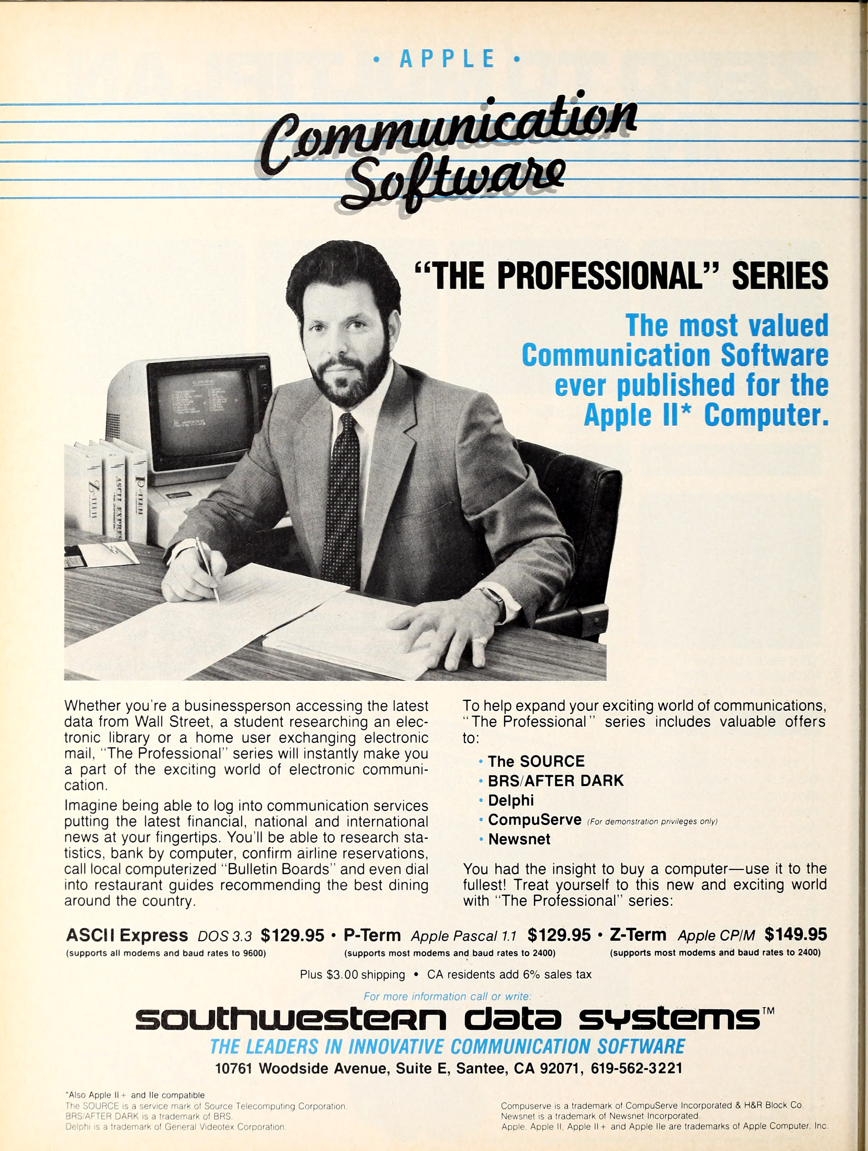 • APPLE •
Communication
Software
“THE PROFESSIONAL” SERIES
The most valued
Communication Software
ever published for the
Apple II* Computer.
Z-TERM
ASCII EXPRESS
P-TERM
Whether you’re a businessperson accessing the latest
data from Wall Street, a student researching an elec-
tronic library or a home user exchanging electronic
mail, “The Professional” series will instantly make you
a part of the exciting world of electronic communi-
cation.
Imagine being able to log into communication services
putting the latest financial, national and international
news at your fingertips. You’ll be able to research sta-
tistics, bank by computer, confirm airline reservations,
call local computerized “Bulletin Boards” and even dial
into restaurant guides recommending the best dining
around the country.
To help expand your exciting world of communications,
“The Professional” series includes valuable offers
to:
• The SOURCE
• BRS/AFTER DARK
• Delphi
• CompuServe (For demonstration privileges only)
• Newsnet
You had the insight to buy a computer—use it to the
fullest! Treat yourself to this new and exciting world
with “The Professional” series:
ASCII Express DOS 3.3 $129.95 • P-Term Apple Pascal 1.1 $129.95 • Z-Term Apple CP/M $149.95
(supports all modems and baud rates to 9600) (supports most modems and baud rates to 2400) (supports most modems and baud rates to 2400)
Plus $3.00 shipping • CA residents add 6% sales tax
For more information call or write:
southwestern data systems™
THE LEADERS IN INNOVATIVE COMMUNICATION SOFTWARE
10761 Woodside Avenue, Suite E, Santee, CA 92071, 619-562-3221
*Also Apple II+ and IIe compatible
The SOURCE is a service mark of Source Telecomputing Corporation.
BRS/AFTER DARK is a trademark of BRS.
Delphi is a trademark of General Videotex Corporation.
Compuserve is a trademark of CompuServe Incorporated & H&R Block Co.
Newsnet is a trademark of Newsnet Incorporated.
Apple, Apple II, Apple II+ and Apple IIe are trademarks of Apple Computer, Inc.